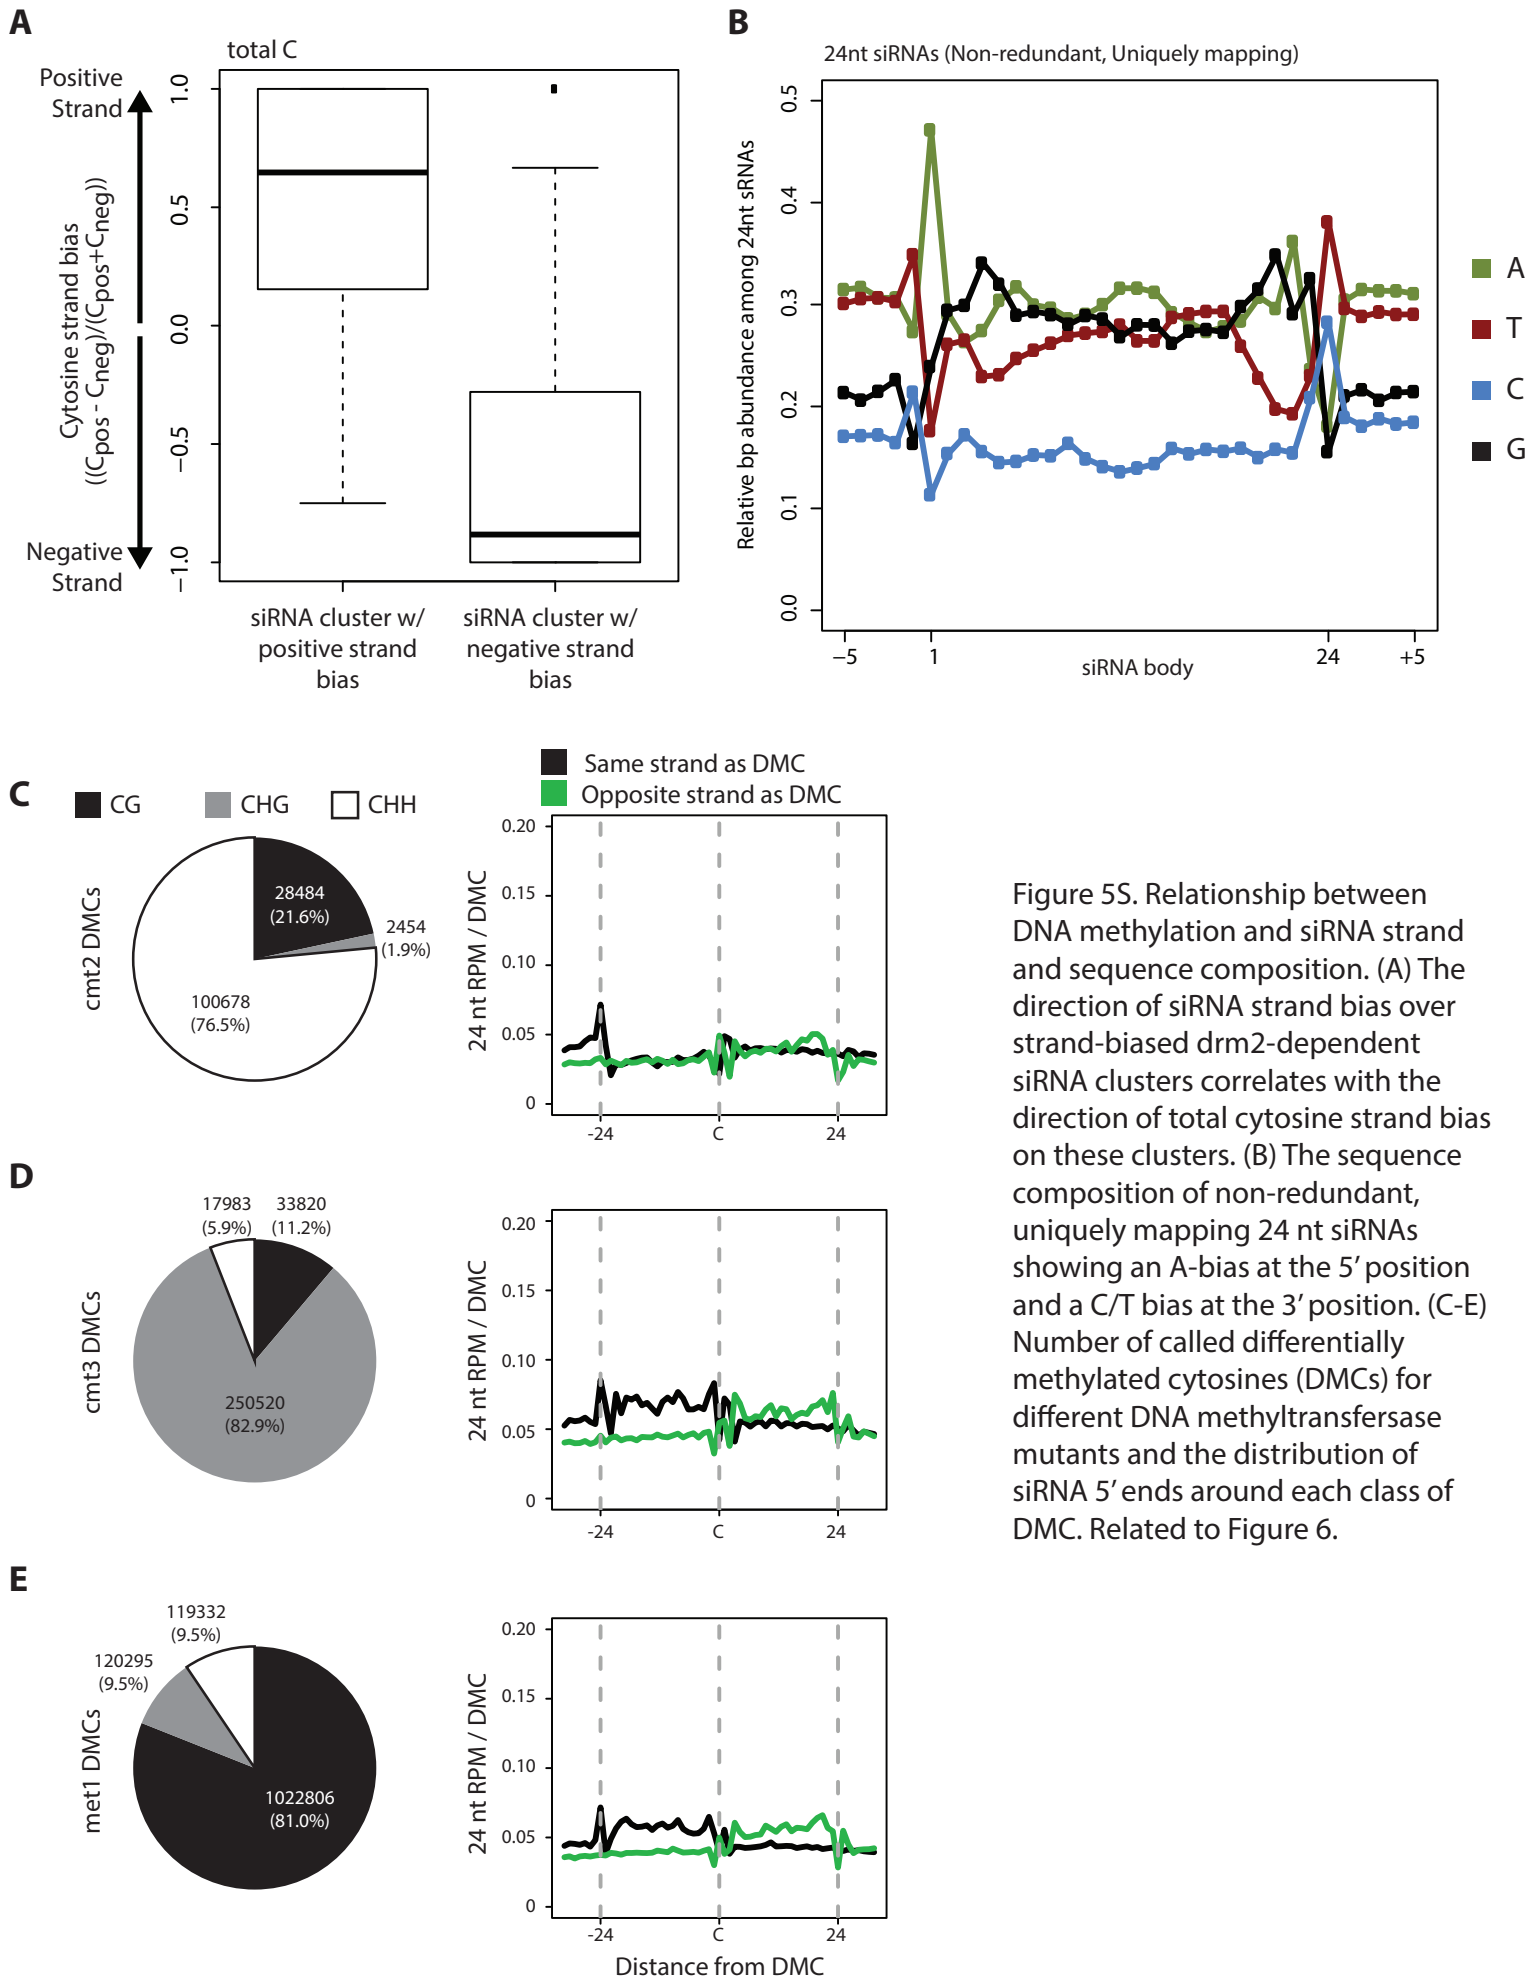 A
total C
Positive
Strand
Cytosine strand bias
((Cpos - Cneg)/(Cpos+Cneg))
Negative
Strand
1.0
0.5
0.0
−0.5
−1.0
siRNA cluster w/
positive strand
bias
siRNA cluster w/
negative strand
bias
B
24nt siRNAs (Non-redundant, Uniquely mapping)
Relative bp abundance among 24nt sRNAs
0.5
0.4
0.3
0.2
0.1
0.0
−5
1
siRNA body
24
+5
A
T
C
G
C
CG
CHG
CHH
Same strand as DMC
Opposite strand as DMC
cmt2 DMCs
28484
(21.6%)
2454
(1.9%)
100678
(76.5%)
24 nt RPM / DMC
0.20
0.15
0.10
0.05
0
-24
C
24
D
cmt3 DMCs
17983
(5.9%)
33820
(11.2%)
250520
(82.9%)
24 nt RPM / DMC
0.20
0.15
0.10
0.05
0
-24
C
24
E
met1 DMCs
119332
(9.5%)
120295
(9.5%)
1022806
(81.0%)
24 nt RPM / DMC
0.20
0.15
0.10
0.05
0
-24
C
24
Distance from DMC
Figure 5S. Relationship between
DNA methylation and siRNA strand
and sequence composition. (A) The
direction of siRNA strand bias over
strand-biased drm2-dependent
siRNA clusters correlates with the
direction of total cytosine strand bias
on these clusters. (B) The sequence
composition of non-redundant,
uniquely mapping 24 nt siRNAs
showing an A-bias at the 5’ position
and a C/T bias at the 3’ position. (C-E)
Number of called differentially
methylated cytosines (DMCs) for
different DNA methyltransfersase
mutants and the distribution of
siRNA 5’ ends around each class of
DMC. Related to Figure 6.